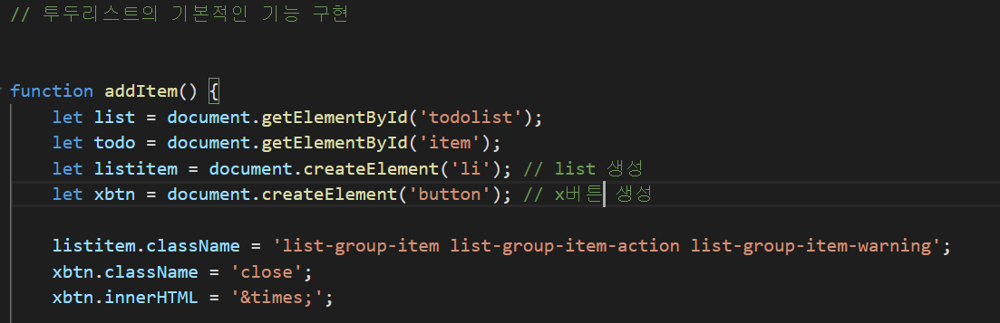 // 투두리스트의 기본적인 기능 구현
function addItem() {
let list = document.getElementById('todolist');
let todo = document.getElementById('item');
let listitem = document.createElement('li'); // list 생성
let xbtn = document.createElement('button'); // x버튼 생성
listitem.className = 'list-group-item list-group-item-action list-group-item-warning';
xbtn.className = 'close';
xbtn.innerHTML = '&times;';